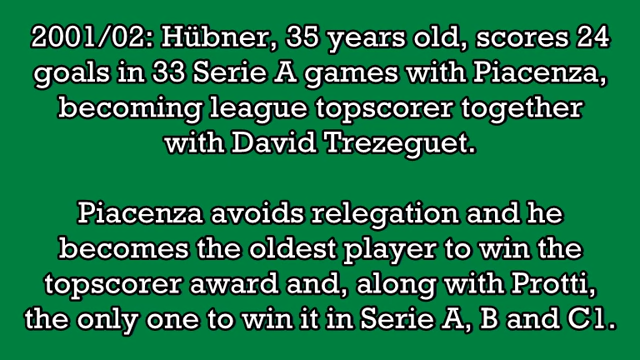 2001/02: Hübner, 35 years old, scores 24
goals in 33 Serie A games with Piacenza,
becoming league topscorer together
with David Trezeguet.
Piacenza avoids relegation and he
becomes the oldest player to win the
topscorer award and, along with Protti,
the only one to win it in Serie A, B and C1.